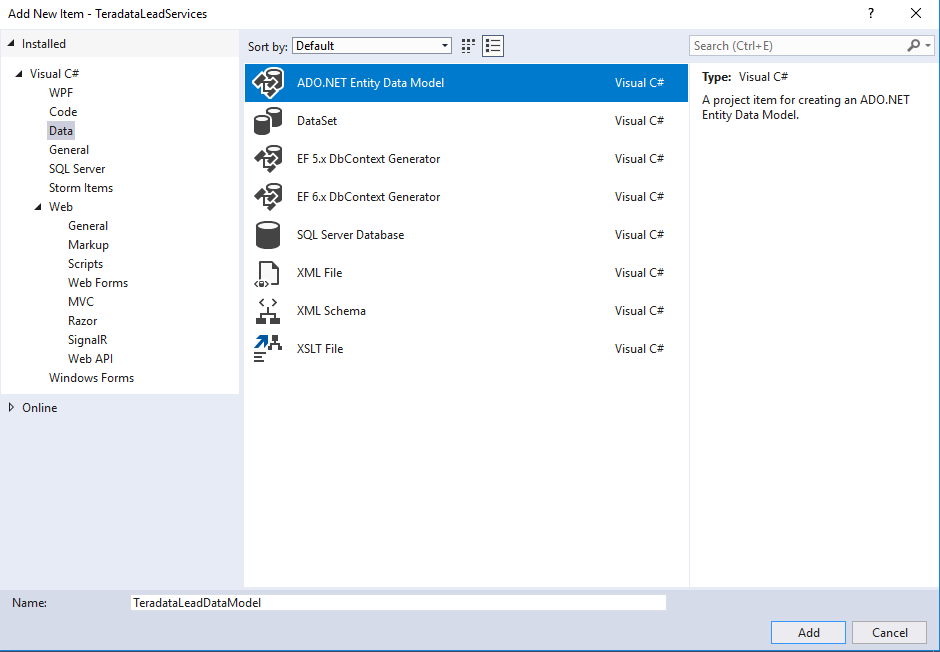 Add New Item - TeradataLeadServices
?
Installed
Sort by: Default
Search (Ctrl+E)
Visual C#
WPF
Code
Data
General
SQL Server
Storm Items
Web
General
Markup
Scripts
Web Forms
MVC
Razor
SignalR
Web API
Windows Forms
Online
ADO.NET Entity Data Model Visual C#
DataSet Visual C#
EF 5.x DbContext Generator Visual C#
EF 6.x DbContext Generator Visual C#
SQL Server Database Visual C#
XML File Visual C#
XML Schema Visual C#
XSLT File Visual C#
Type: Visual C#
A project item for creating an ADO.NET
Entity Data Model.
Name: TeradataLeadDataModel
Add Cancel